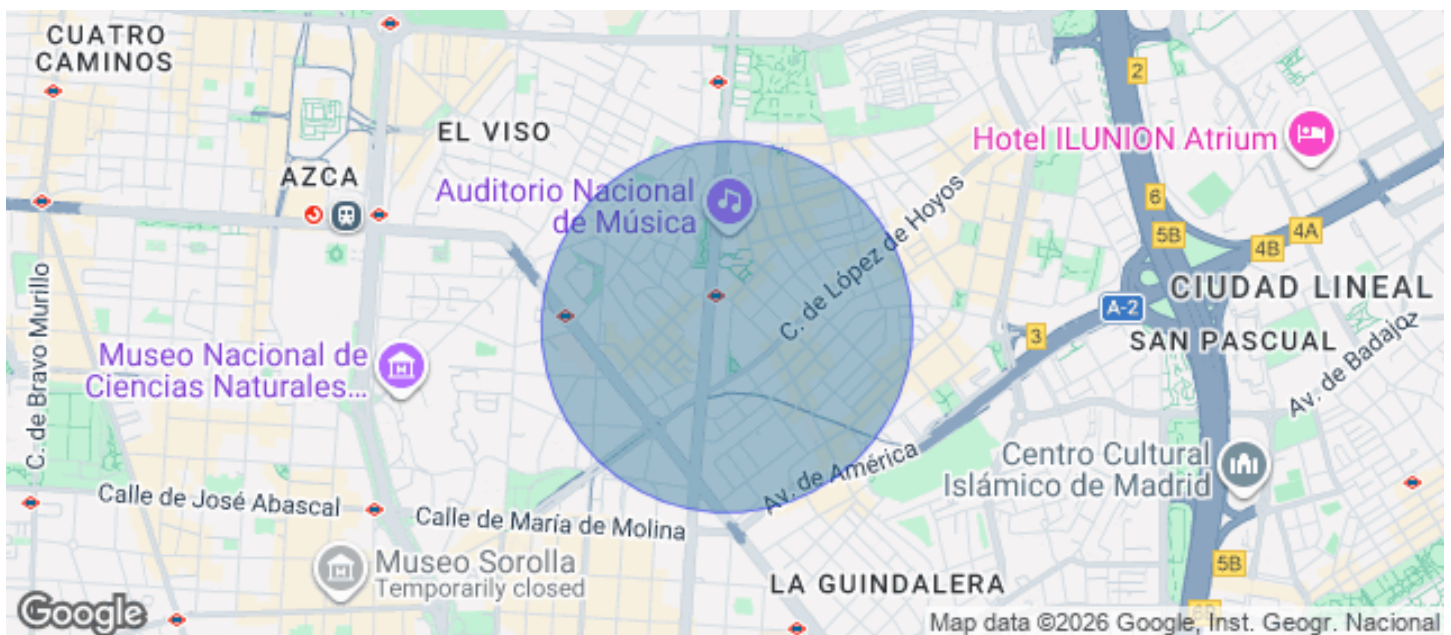 CUATRO
CAMINOS
EL VISO
2
Hotel ILUNION Atrium
AZCA
Auditorio Nacional
de Música
6
5B
4B
4A
C. de López de Hoyos
CIUDAD LINEAL
A-2
3
SAN PASCUAL
Av. de Badajoz
C. de Bravo Murillo
Museo Nacional de
Ciencias Naturales...
Av. de América
Centro Cultural
Islámico de Madrid
Calle de José Abascal
Calle de María de Molina
Museo Sorolla
Temporarily closed
5B
LA GUINDALERA
Google
Map data ©2026 Google, Inst. Geogr. Nacional